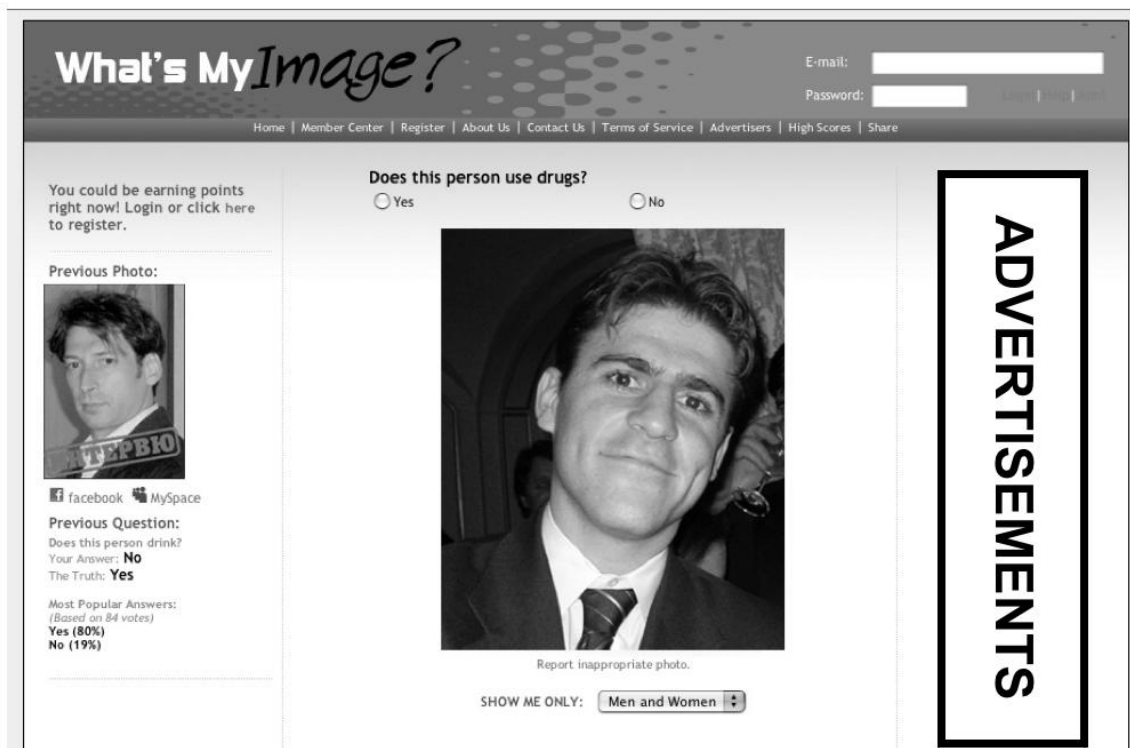 What's My Image?
E-mail:
Password:
Home | Member Center | Register | About Us | Contact Us | Terms of Service | Advertisers | High Scores | Share
You could be earning points
right now! Login or click here
to register.
Previous Photo:
facebook MySpace
Previous Question:
Does this person drink?
Your Answer: No
The Truth: Yes
Most Popular Answers:
(Based on 84 votes)
Yes (80%)
No (19%)
Does this person use drugs?
Yes No
Report inappropriate photo.
SHOW ME ONLY: Men and Women
ADVERTISEMENTS